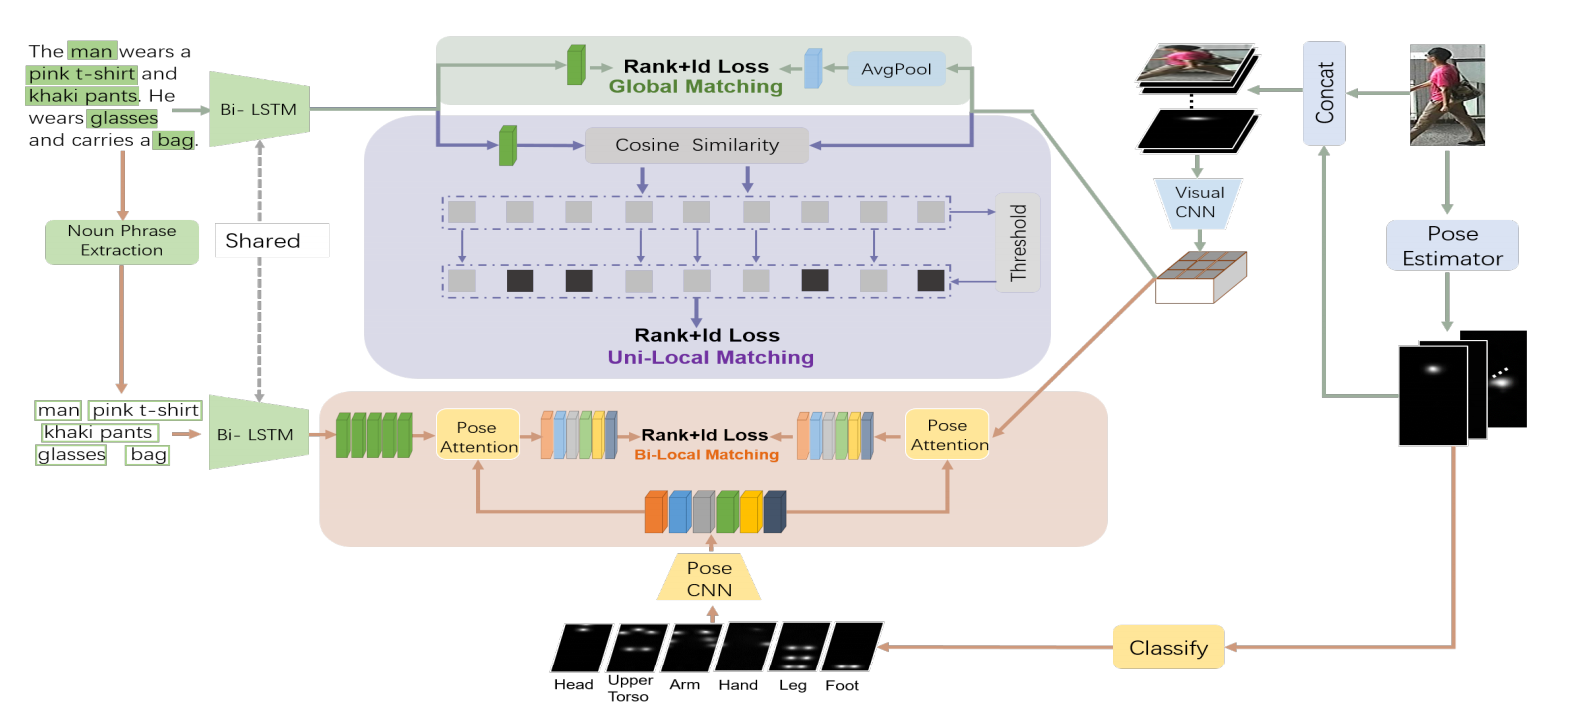 The man wears a
pink t-shirt and
khaki pants. He
wears glasses
and carries a bag.
Bi- LSTM
Noun Phrase
Extraction
Shared
man pink t-shirt
khaki pants
glasses bag
Bi- LSTM
Rank+Id Loss
Global Matching
AvgPool
Cosine Similarity
Threshold
Rank+Id Loss
Uni-Local Matching
Pose
Attention
Rank+Id Loss
Bi-Local Matching
Pose
Attention
Pose
CNN
Head
Upper
Torso
Arm
Hand
Leg
Foot
Classify
Visual
CNN
Concat
Pose
Estimator